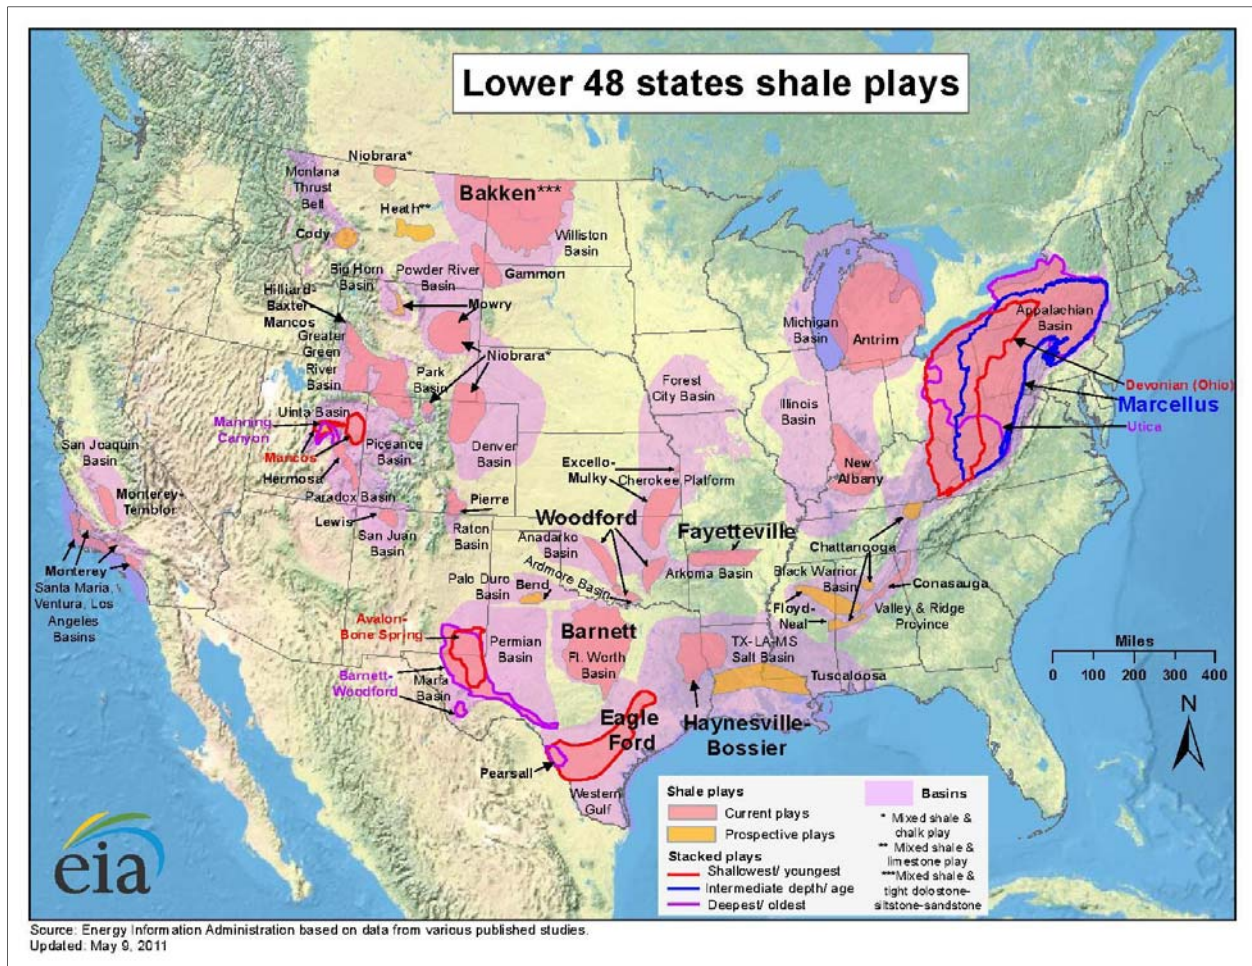 Lower 48 states shale plays
Niobrara*
Montana
Thrust
Belt
Bakken***
Heath**
Cody
Williston
Basin
Big Horn
Basin
Powder River
Basin
Gammon
Hilliard-
Baxter-
Mancos
Mowry
Greater
Green
River
Basin
Park
Basin
Niobrara*
Michigan
Basin
Antrim
Appalachian
Basin
Devonian (Ohio)
Marcellus
Utica
Forest
City Basin
Illinois
Basin
Uinta Basin
Manning
Canyon
Mancos
Piceance
Basin
Denver
Basin
San Joaquin
Basin
Hermosa
Paradox Basin
Excello-
Mulky
Cherokee Platform
New
Albany
Monterey-
Temblor
Pierre
Lewis
San Juan
Basin
Raton
Basin
Woodford
Anadarko
Basin
Fayetteville
Arkoma Basin
Chattanooga
Monterey
Santa Maria,
Ventura, Los
Angeles
Basins
Palo Duro
Basin
Bend
Ardmore Basin
Black Warrior
Basin
Conasauga
Floyd-
Neal
Valley & Ridge
Province
Avalon-
Bone Spring
Permian
Basin
Barnett
Ft. Worth
Basin
TX-LA-MS
Salt Basin
Tuscaloosa
Barnett-
Woodford
Marfa
Basin
Eagle
Ford
Haynesville-
Bossier
Pearsall
Western
Gulf
Miles
0 100 200 300 400
N
Shale plays
Current plays
Prospective plays
Stacked plays
Shallowest/ youngest
Intermediate depth/ age
Deepest/ oldest
Basins
* Mixed shale &
chalk play
** Mixed shale &
limestone play
***Mixed shale &
tight dolostone-
siltstone-sandstone
eia
Source: Energy Information Administration based on data from various published studies.
Updated: May 9, 2011